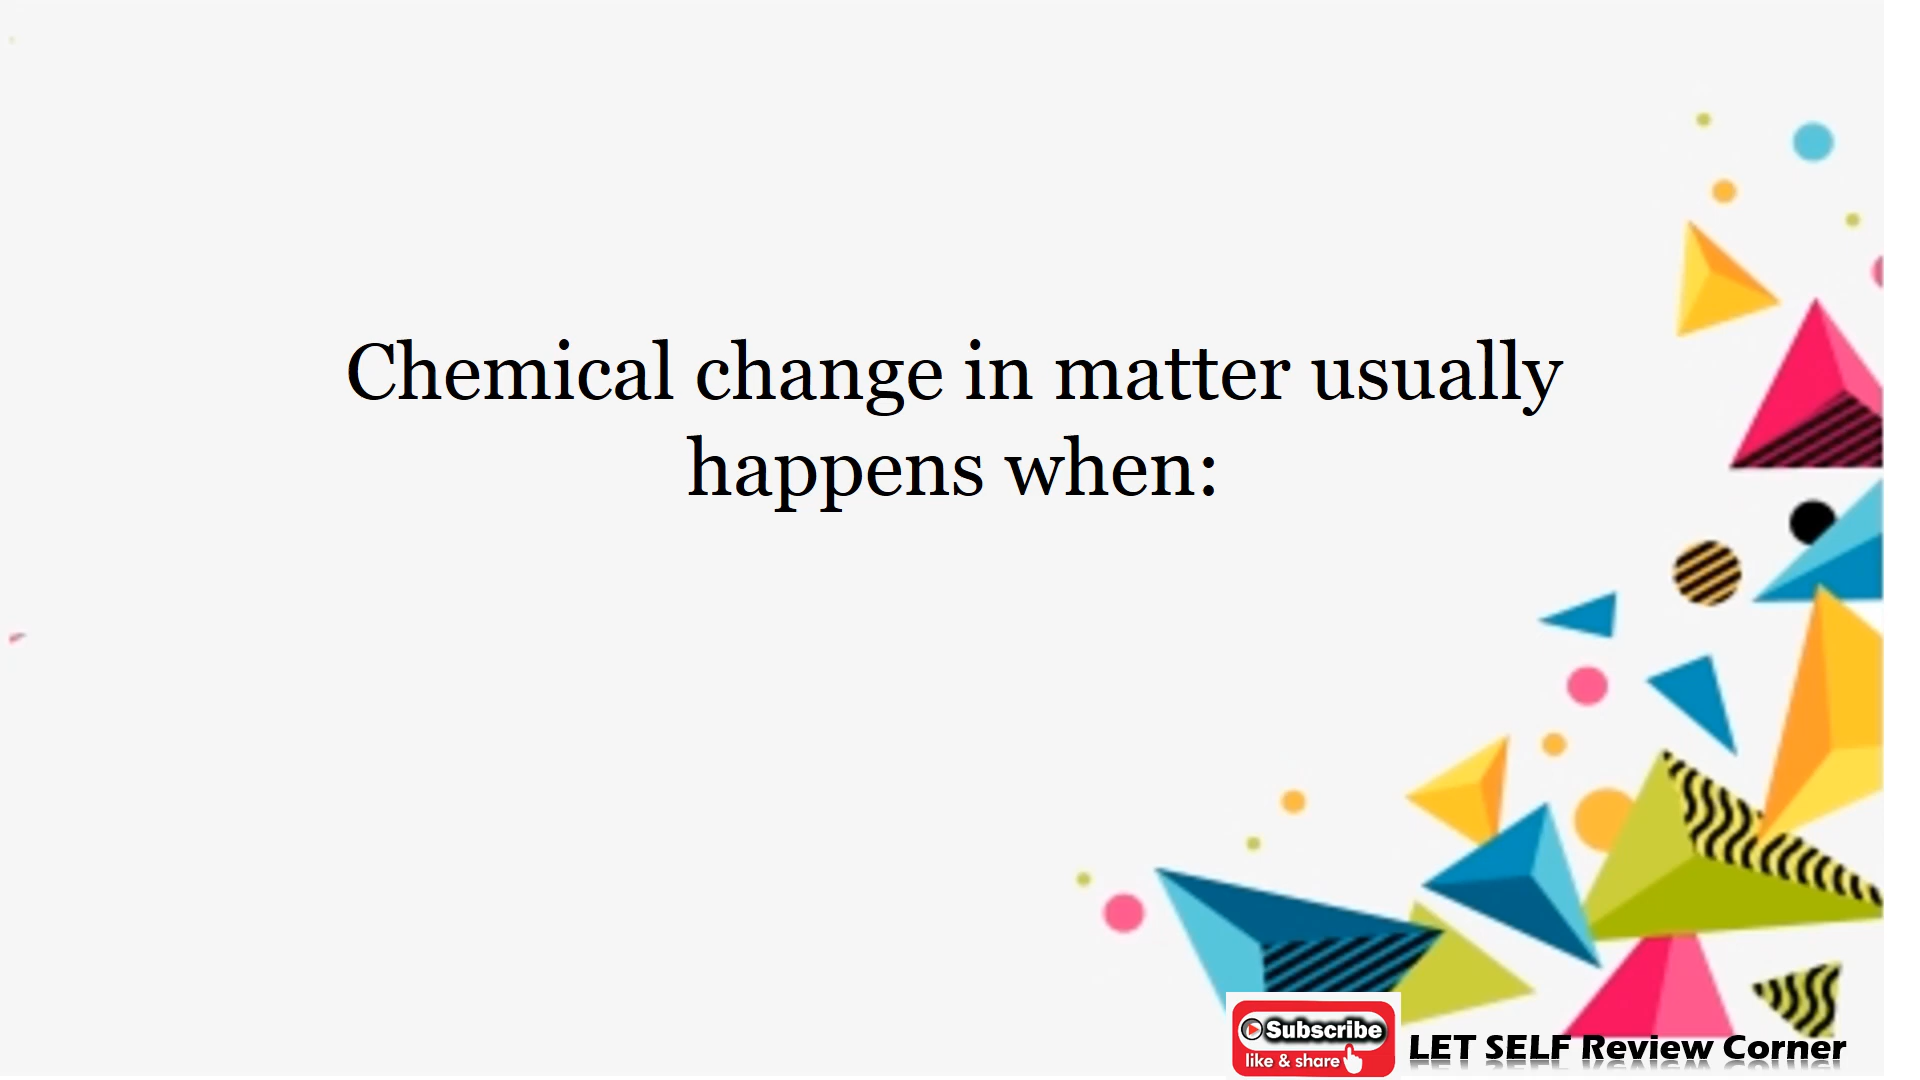 Chemical change in matter usually
happens when:
Subscribe
like & share
LET SELF Review Corner